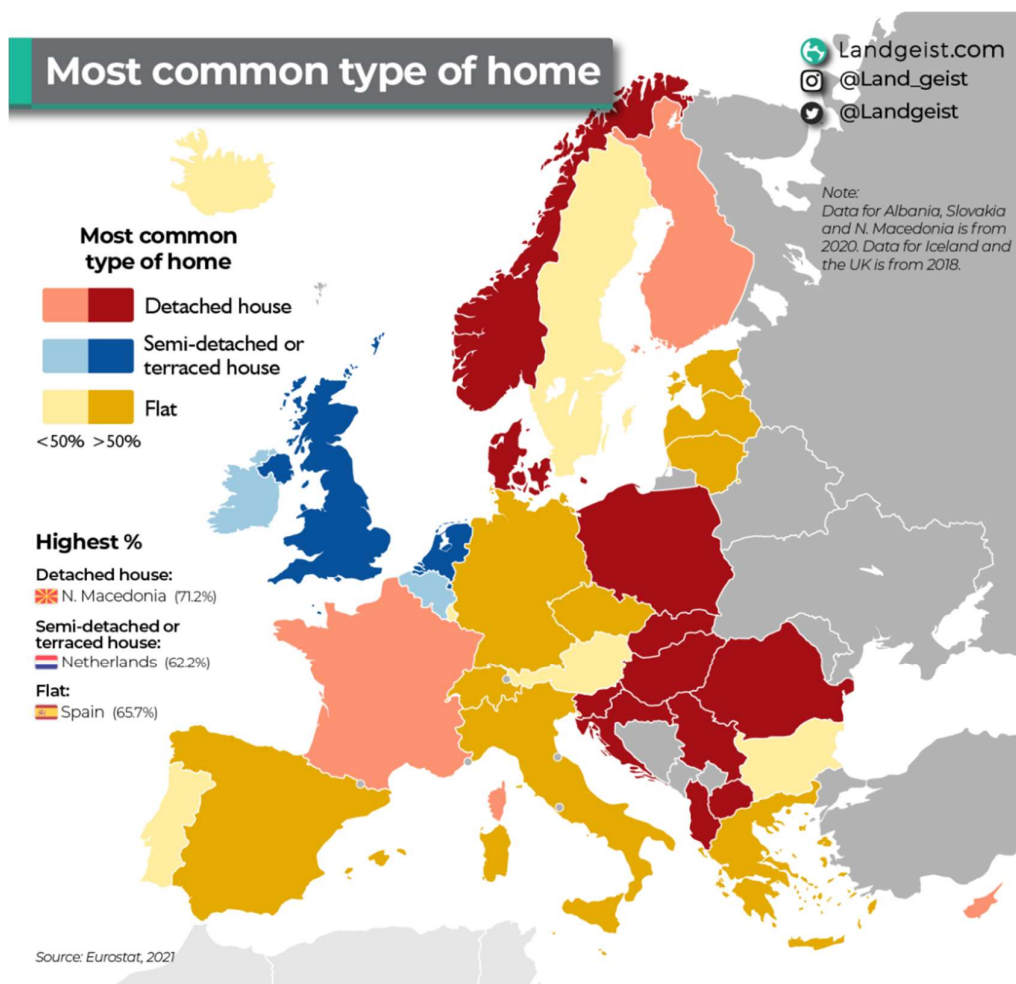 Most common type of home
Landgeist.com
@Land_geist
@Landgeist
Note:
Data for Albania, Slovakia
and N. Macedonia is from
2020. Data for Iceland and
the UK is from 2018.
Most common
type of home
Detached house
Semi-detached or
terraced house
Flat
<50% >50%
Highest %
Detached house:
N. Macedonia (71.2%)
Semi-detached or
terraced house:
Netherlands (62.2%)
Flat:
Spain (65.7%)
Source: Eurostat, 2021